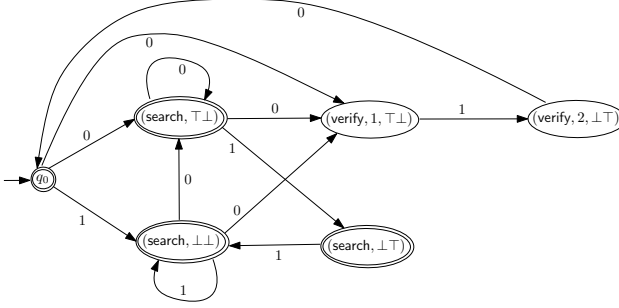 0
0
0
(search, ⊤⊥)
0
(verify, 1, ⊤⊥)
1
(verify, 2, ⊥⊤)
0
1
q₀
0
0
1
(search, ⊥⊥)
(search, ⊥⊤)
1
1